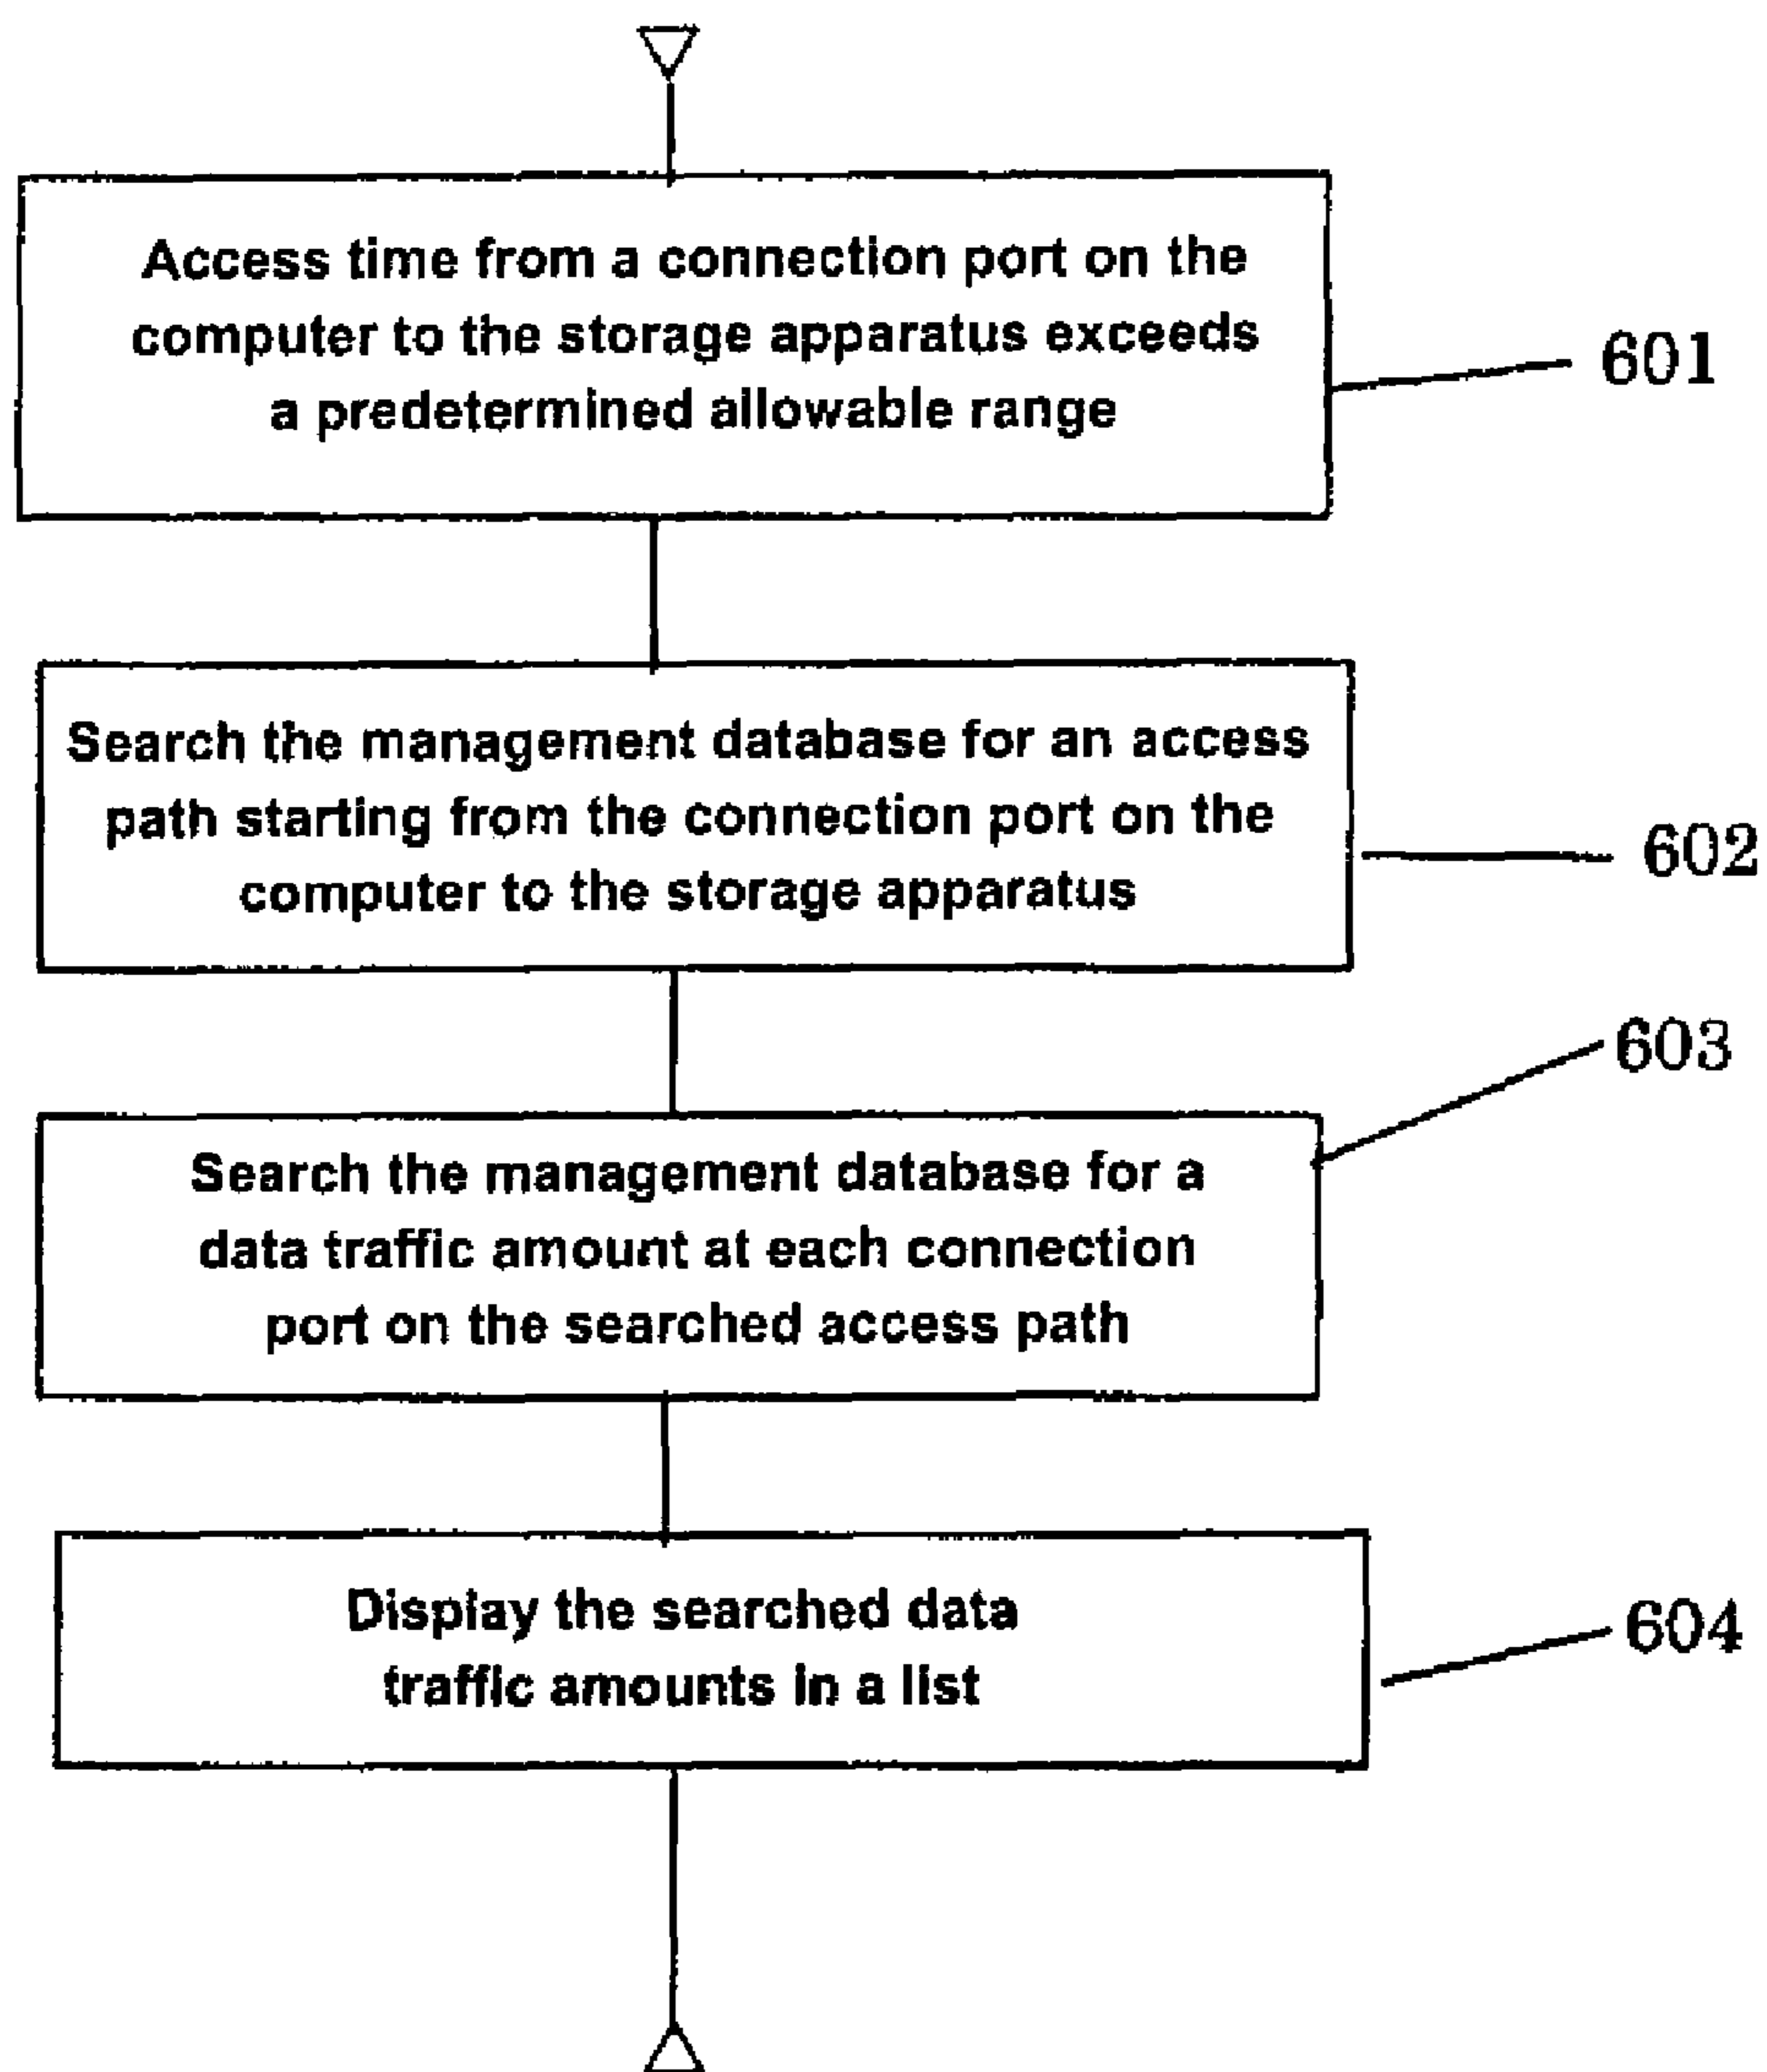 Access time from a connection port on the
computer to the storage apparatus exceeds
a predetermined allowable range
601
Search the management database for an access
path starting from the connection port on the
computer to the storage apparatus
602
603
Search the management database for a
data traffic amount at each connection
port on the searched access path
Display the searched data
traffic amounts in a list
604